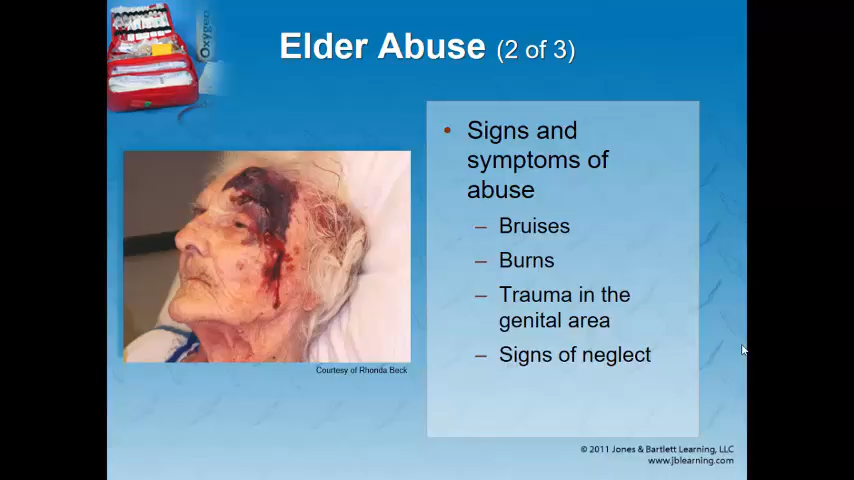 Oxygen
Elder Abuse (2 of 3)
• Signs and
symptoms of
abuse
– Bruises
– Burns
– Trauma in the
genital area
– Signs of neglect
Courtesy of Rhonda Beck
© 2011 Jones & Bartlett Learning, LLC
www.jblearning.com